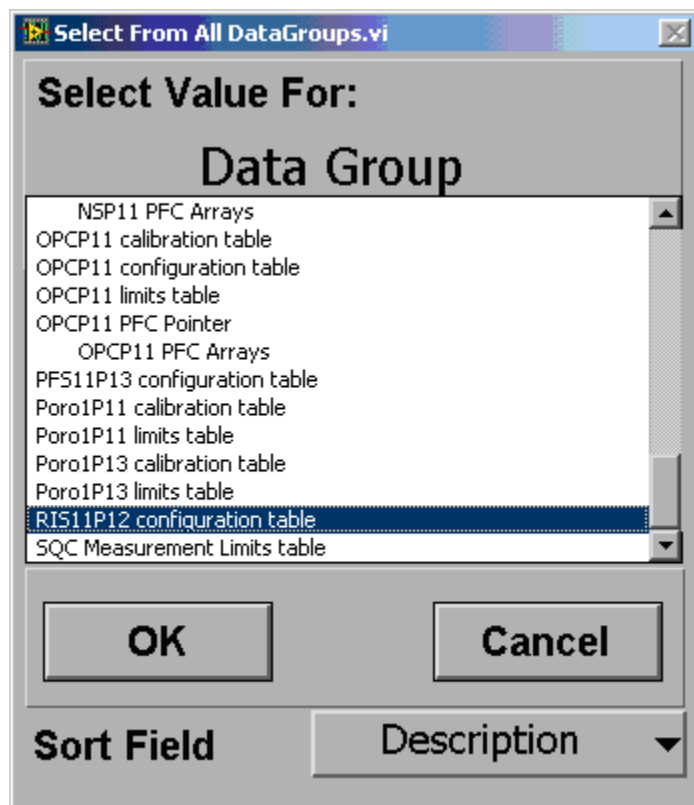 Select From All DataGroups.vi
Select Value For:
Data Group
NSP11 PFC Arrays
OPCP11 calibration table
OPCP11 configuration table
OPCP11 limits table
OPCP11 PFC Pointer
OPCP11 PFC Arrays
PFS11P13 configuration table
Poro1P11 calibration table
Poro1P11 limits table
Poro1P13 calibration table
Poro1P13 limits table
RIS11P12 configuration table
SQC Measurement Limits table
OK Cancel
Sort Field Description